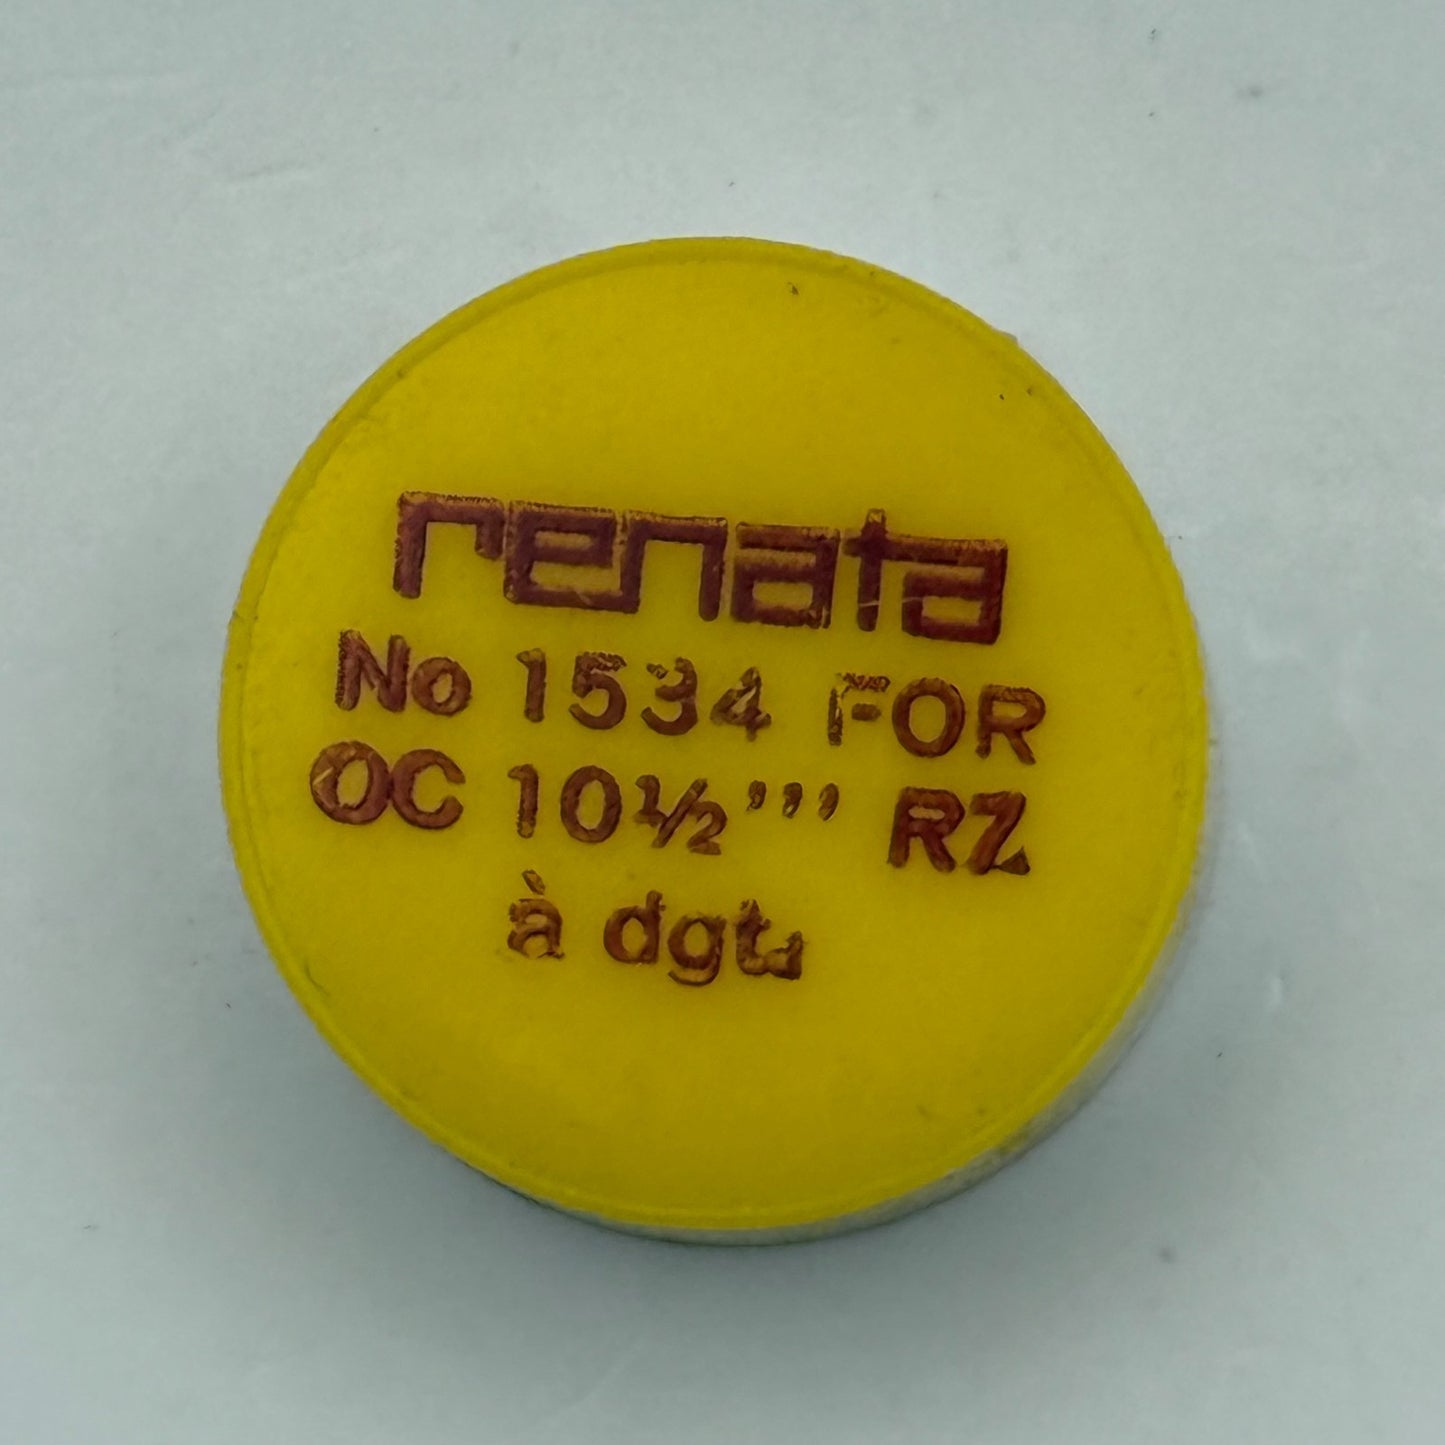 renata
No 1534 FOR
OC 10½''' RZ
à dgt.